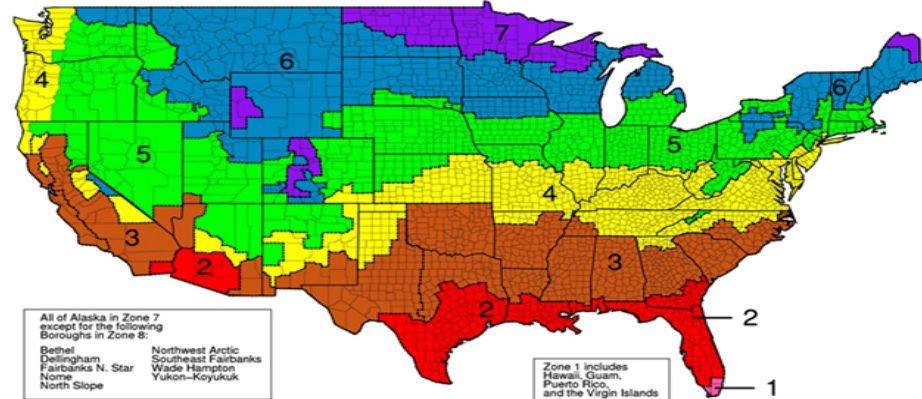 7
6
6
4
5
5
4
3
3
2
2
2
1
All of Alaska in Zone 7
except for the following
Boroughs in Zone 8:
Bethel Northwest Arctic
Dellingham Southeast Fairbanks
Fairbanks N. Star Wade Hampton
Nome Yukon-Koyukuk
North Slope
Zone 1 includes
Hawaii, Guam,
Puerto Rico,
and the Virgin Islands